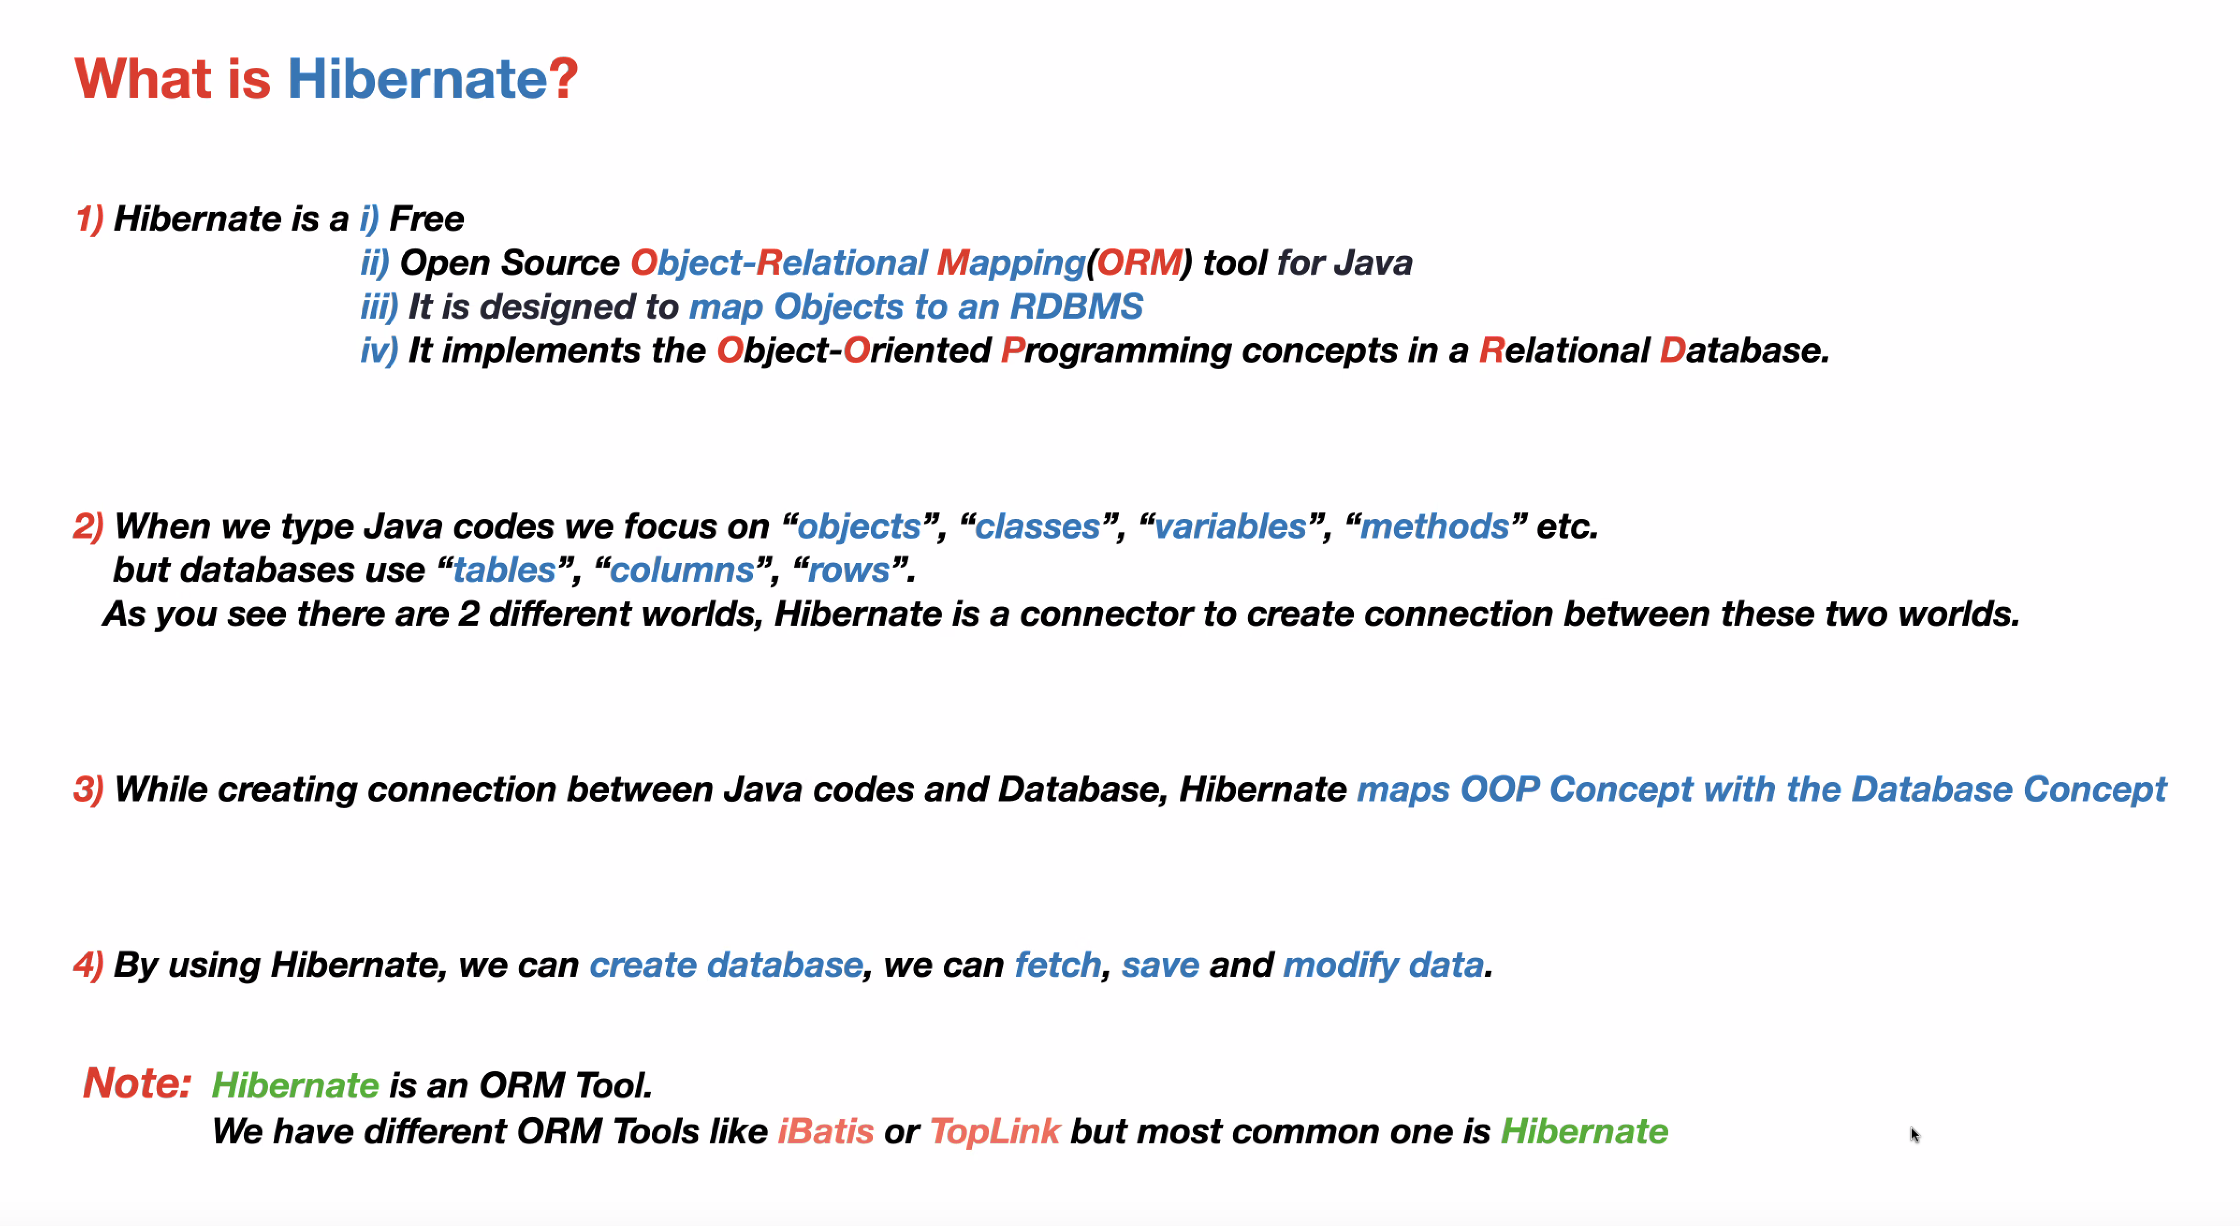 What is Hibernate?
1) Hibernate is a i) Free
ii) Open Source Object-Relational Mapping(ORM) tool for Java
iii) It is designed to map Objects to an RDBMS
iv) It implements the Object-Oriented Programming concepts in a Relational Database.
2) When we type Java codes we focus on “objects”, “classes”, “variables”, “methods” etc.
but databases use “tables”, “columns”, “rows”.
As you see there are 2 different worlds, Hibernate is a connector to create connection between these two worlds.
3) While creating connection between Java codes and Database, Hibernate maps OOP Concept with the Database Concept
4) By using Hibernate, we can create database, we can fetch, save and modify data.
Note: Hibernate is an ORM Tool.
We have different ORM Tools like iBatis or TopLink but most common one is Hibernate